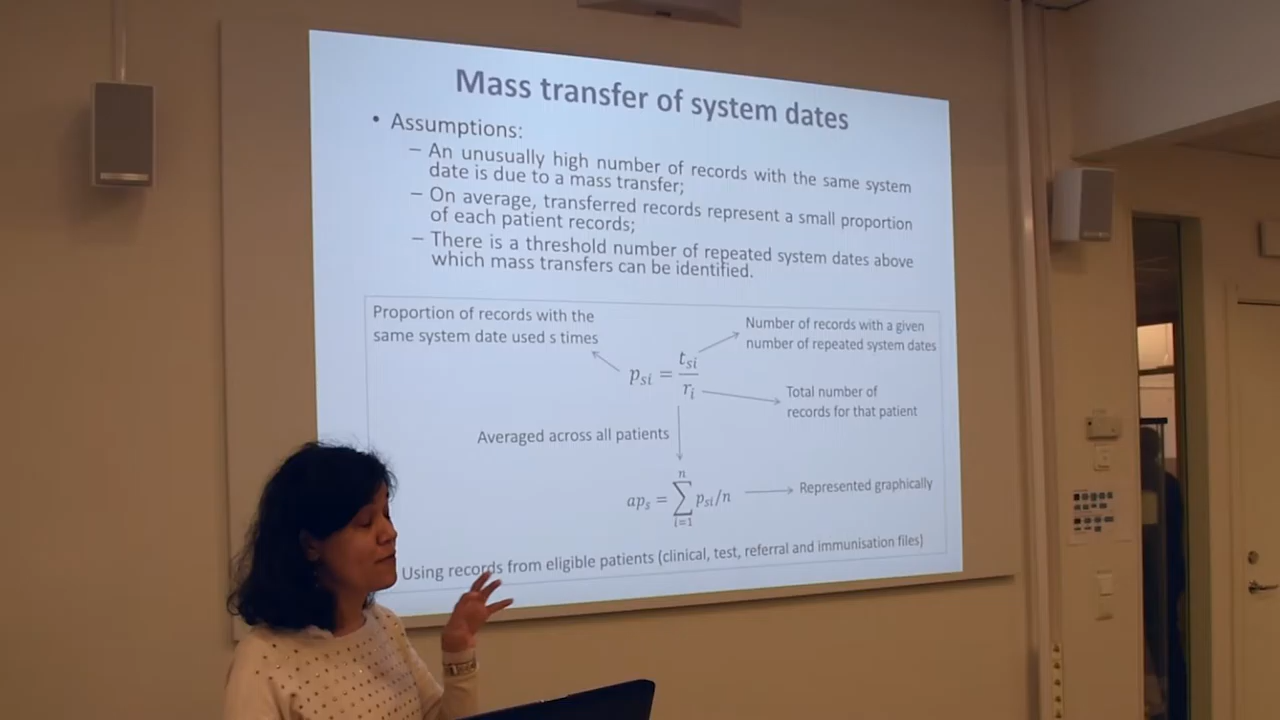 Mass transfer of system dates
• Assumptions:
– An unusually high number of records with the same system
date is due to a mass transfer;
– On average, transferred records represent a small proportion
of each patient records;
– There is a threshold number of repeated system dates above
which mass transfers can be identified.
Proportion of records with the
same system date used s times
Number of records with a given
number of repeated system dates
p_si = t_si / r_i
Total number of
records for that patient
Averaged across all patients
ap_s = ∑_{i=1}^{n} p_si/n
Represented graphically
Using records from eligible patients (clinical, test, referral and immunisation files)